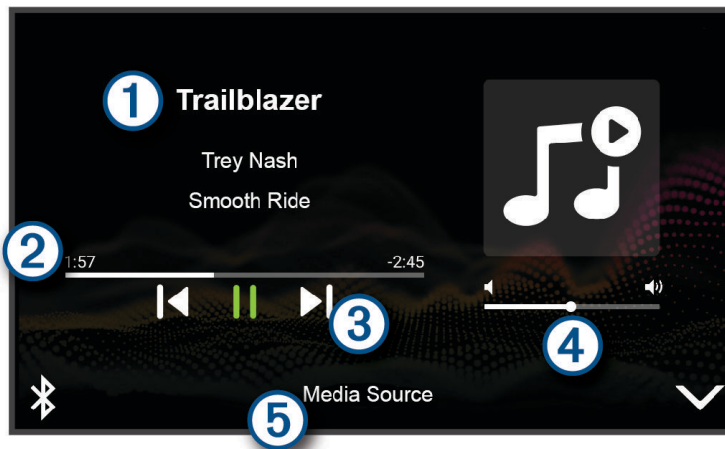 1 Trailblazer
Trey Nash
Smooth Ride
2 1:57 -2:45
3
4
5 Media Source